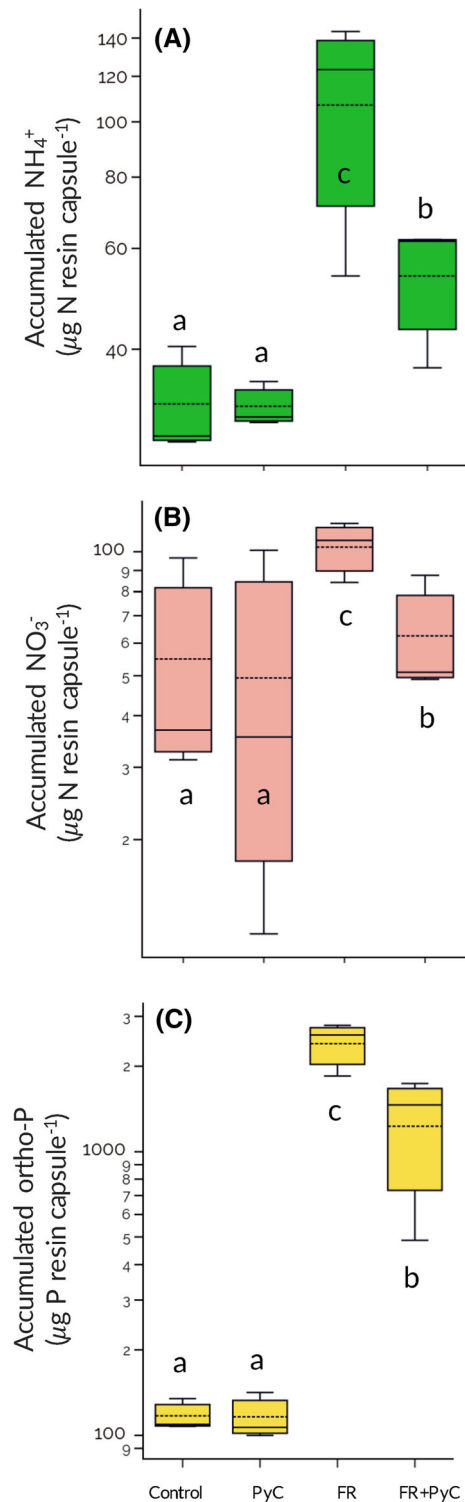 (A)
Accumulated NH₄⁺
(µg N resin capsule⁻¹)
140
120
100
80
60
40
a
a
c
b
(B)
Accumulated NO₃⁻
(µg N resin capsule⁻¹)
100
9
8
7
6
5
4
3
2
a
a
c
b
(C)
Accumulated ortho-P
(µg P resin capsule⁻¹)
3
2
1000
9
8
7
6
5
4
3
2
100
9
a
a
c
b
Control PyC FR FR+PyC